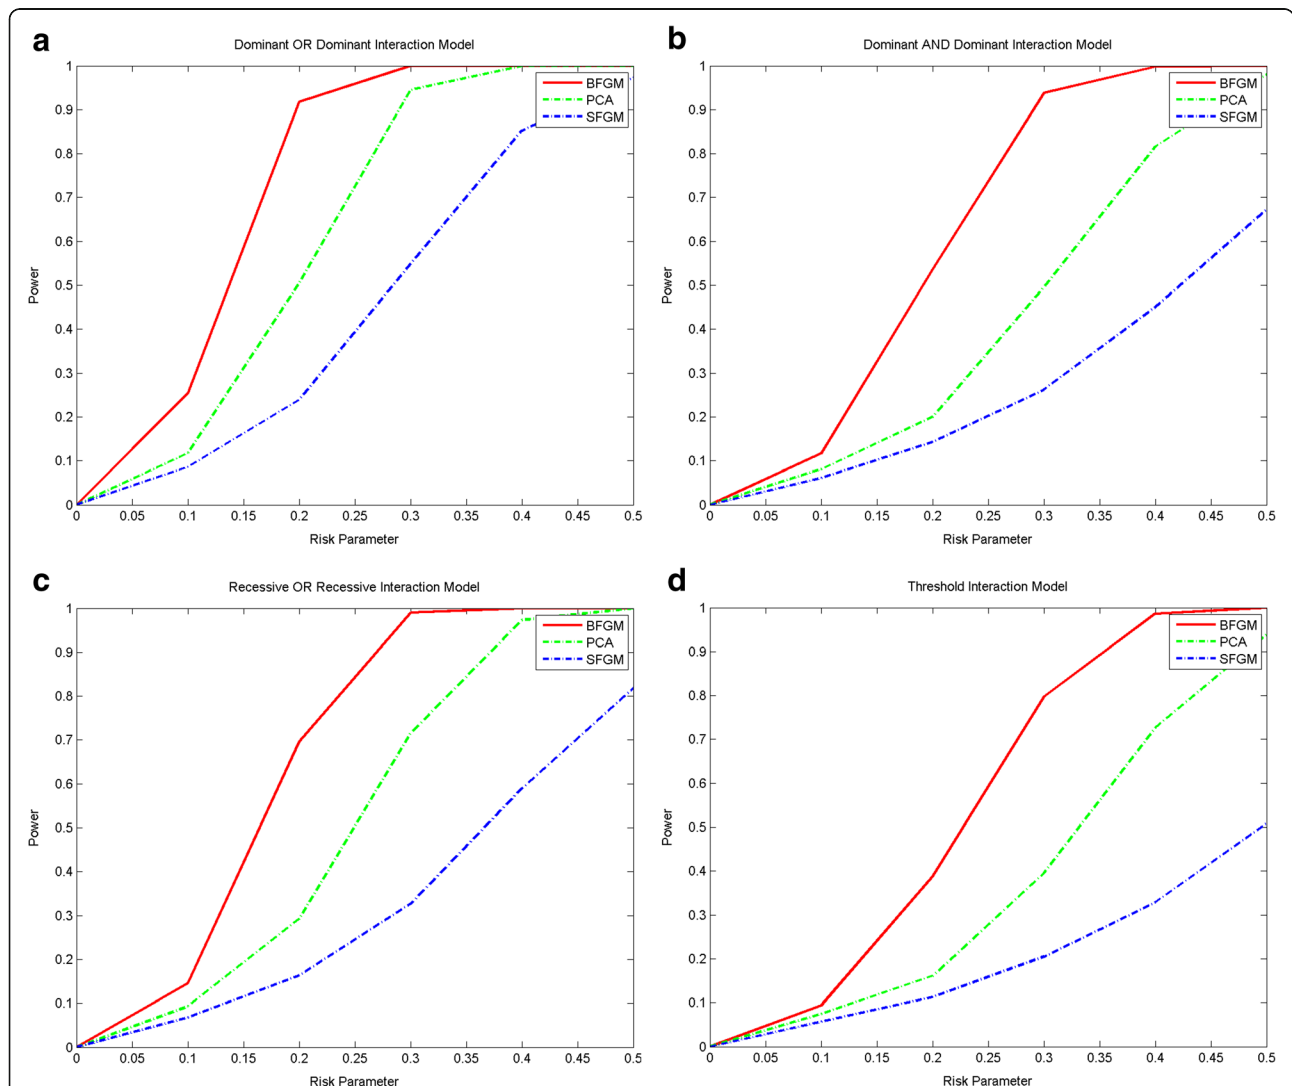 a
Dominant OR Dominant Interaction Model
1
0.9
0.8
0.7
0.6
0.5
0.4
0.3
0.2
0.1
0
Power
BFGM
PCA
SFGM
0 0.05 0.1 0.15 0.2 0.25 0.3 0.35 0.4 0.45 0.5
Risk Parameter
b
Dominant AND Dominant Interaction Model
1
0.9
0.8
0.7
0.6
0.5
0.4
0.3
0.2
0.1
0
Power
BFGM
PCA
SFGM
0 0.05 0.1 0.15 0.2 0.25 0.3 0.35 0.4 0.45 0.5
Risk Parameter
c
Recessive OR Recessive Interaction Model
1
0.9
0.8
0.7
0.6
0.5
0.4
0.3
0.2
0.1
0
Power
BFGM
PCA
SFGM
0 0.05 0.1 0.15 0.2 0.25 0.3 0.35 0.4 0.45 0.5
Risk Parameter
d
Threshold Interaction Model
1
0.9
0.8
0.7
0.6
0.5
0.4
0.3
0.2
0.1
0
Power
BFGM
PCA
SFGM
0 0.05 0.1 0.15 0.2 0.25 0.3 0.35 0.4 0.45 0.5
Risk Parameter